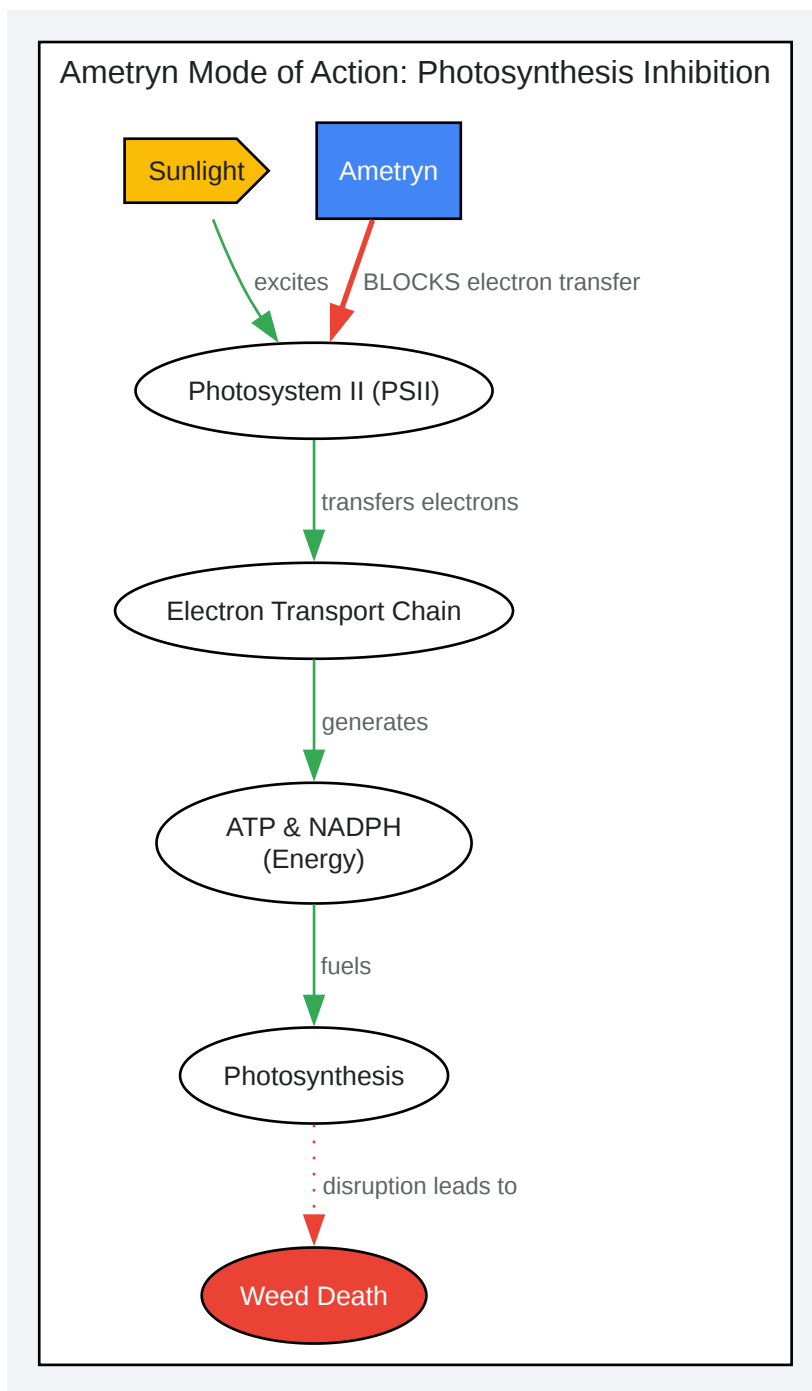 Ametryn Mode of Action: Photosynthesis Inhibition
Sunlight
Ametryn
excites
BLOCKS electron transfer
Photosystem II (PSII)
transfers electrons
Electron Transport Chain
generates
ATP & NADPH
(Energy)
fuels
Photosynthesis
disruption leads to
Weed Death